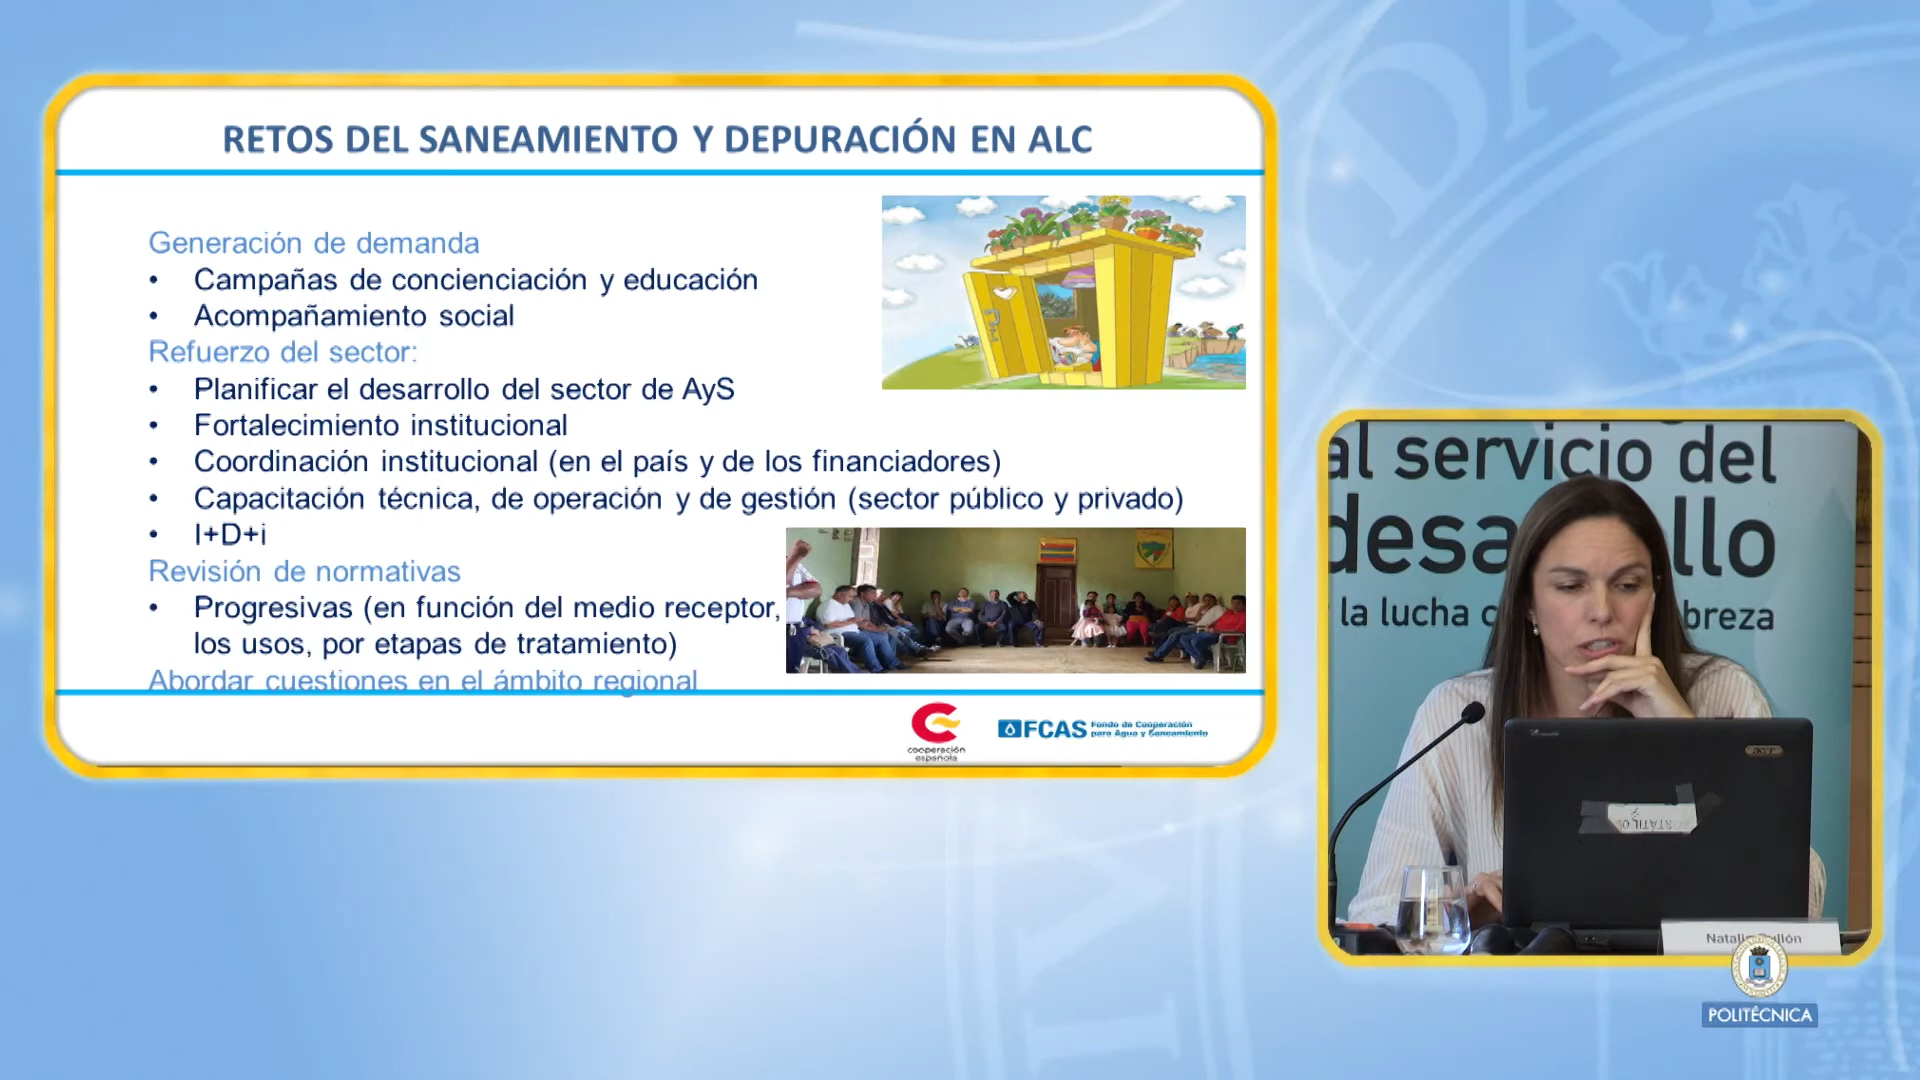 RETOS DEL SANEAMIENTO Y DEPURACIÓN EN ALC
Generación de demanda
• Campañas de concienciación y educación
• Acompañamiento social
Refuerzo del sector:
• Planificar el desarrollo del sector de AyS
• Fortalecimiento institucional
• Coordinación institucional (en el país y de los financiadores)
• Capacitación técnica, de operación y de gestión (sector público y privado)
• I+D+i
Revisión de normativas
• Progresivas (en función del medio receptor,
los usos, por etapas de tratamiento)
Abordar cuestiones en el ámbito regional
cooperación
española
FCAS
Fondo de Cooperación
para Agua y Saneamiento
al servicio del
la lucha
Natalia
POLITÉCNICA